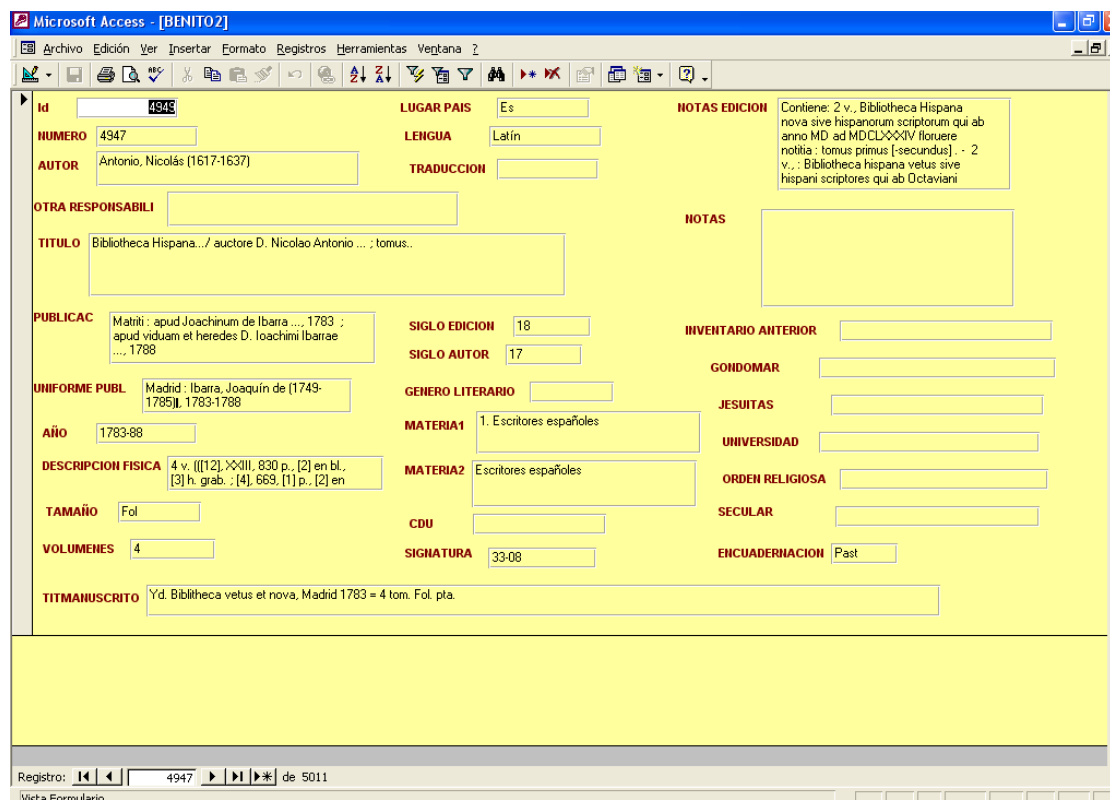 Microsoft Access - [BENITO2]
Archivo Edición Ver Insertar Formato Registros Herramientas Ventana ?
Id 4949
NUMERO 4947
AUTOR Antonio, Nicolás (1617-1637)
OTRA RESPONSABILI
TITULO Bibliotheca Hispana.../ auctore D. Nicolao Antonio ... ; tomus..
PUBLICAC Matriti : apud Joachinum de Ibarra ..., 1783 ;
apud viduam et heredes D. Ioachimi Ibarrae
..., 1788
UNIFORME PUBL Madrid : Ibarra, Joaquín de (1749-
1785)|, 1783-1788
AÑO 1783-88
DESCRIPCION FISICA 4 v. (([12], XXIII, 830 p., [2] en bl.,
[3] h. grab. ; [4], 669, [1] p., [2] en
TAMAÑO Fol
VOLUMENES 4
LUGAR PAIS Es
LENGUA Latín
TRADUCCION
SIGLO EDICION 18
SIGLO AUTOR 17
GENERO LITERARIO
MATERIA1 1. Escritores españoles
MATERIA2 Escritores españoles
CDU
SIGNATURA 33-08
NOTAS EDICION Contiene: 2 v., Bibliotheca Hispana
nova sive hispanorum scriptorum qui ab
anno MD ad MDCLXXXIV floruere
notitia : tomus primus [-secundus] . - 2
v., : Bibliotheca hispana vetus sive
hispani scriptores qui ab Octaviani
NOTAS
INVENTARIO ANTERIOR
GONDOMAR
JESUITAS
UNIVERSIDAD
ORDEN RELIGIOSA
SECULAR
ENCUADERNACION Past
TITMANUSCRITO Yd. Biblitheca vetus et nova, Madrid 1783 = 4 tom. Fol. pta.
Registro: 4947 de 5011
Vista Formulario